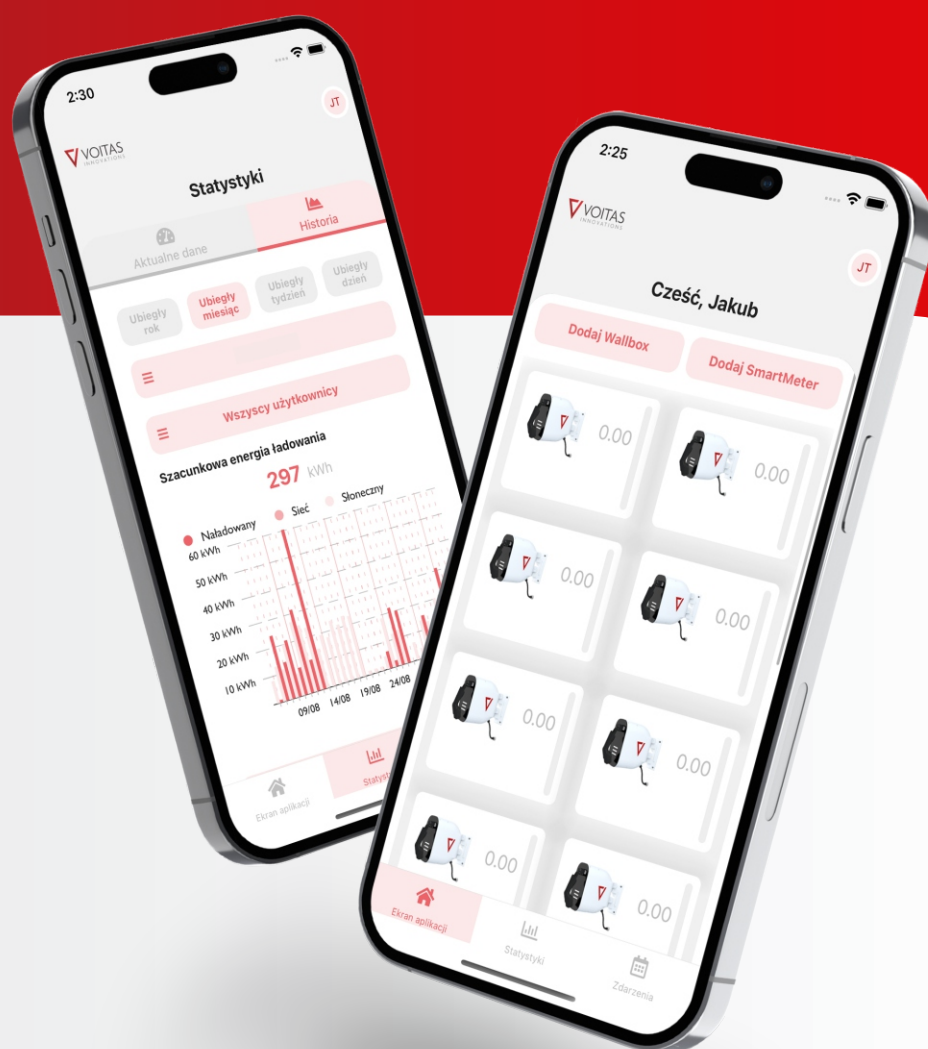 2:30
JT
VOITAS
INNOVATIONS
Statystyki
Aktualne dane
Historia
Ubiegły
rok
Ubiegły
miesiąc
Ubiegły
tydzień
Ubiegły
dzień
Wszyscy użytkownicy
Szacunkowa energia ładowania
297 kWh
Naładowany
Sieć
Słoneczny
60 kWh
50 kWh
40 kWh
30 kWh
20 kWh
10 kWh
09/08
14/08
19/08
24/08
Ekran aplikacji
2:25
VOITAS
INNOVATIONS
JT
Cześć, Jakub
Dodaj Wallbox
Dodaj SmartMeter
0.00
0.00
0.00
0.00
0.00
0.00
0.00
0.00
Ekran aplikacji
Statystyki
Zdarzenia